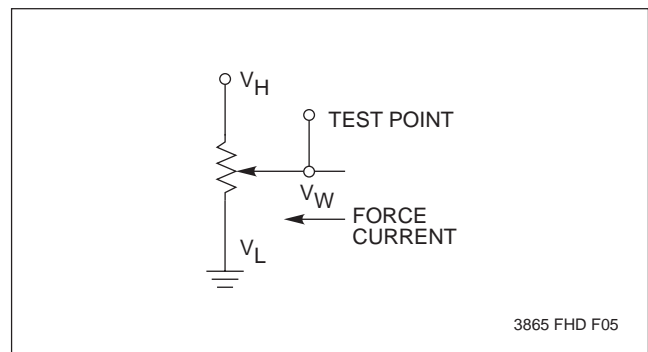 VH
TEST POINT
VW
FORCE
CURRENT
VL
3865 FHD F05